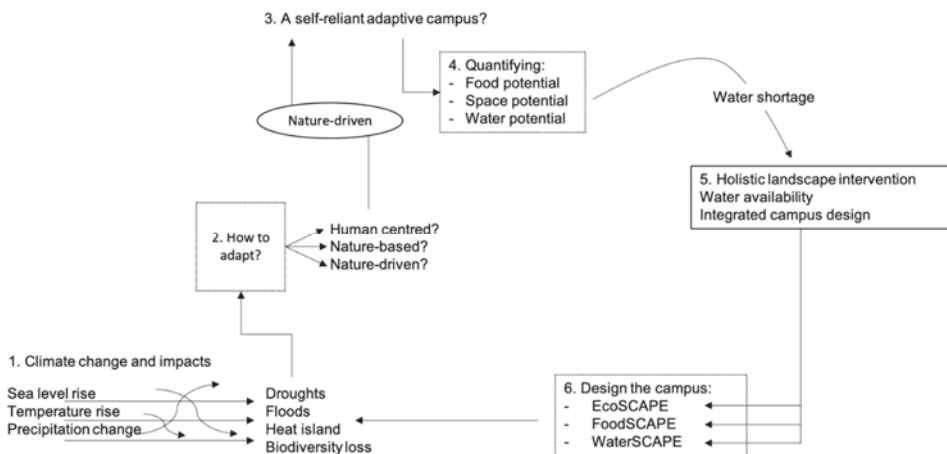 3. A self-reliant adaptive campus?
4. Quantifying:
- Food potential
- Space potential
- Water potential
Water shortage
Nature-driven
5. Holistic landscape intervention
Water availability
Integrated campus design
2. How to
adapt?
Human centred?
Nature-based?
Nature-driven?
1. Climate change and impacts
Sea level rise
Temperature rise
Precipitation change
Droughts
Floods
Heat island
Biodiversity loss
6. Design the campus:
- EcoSCAPE
- FoodSCAPE
- WaterSCAPE